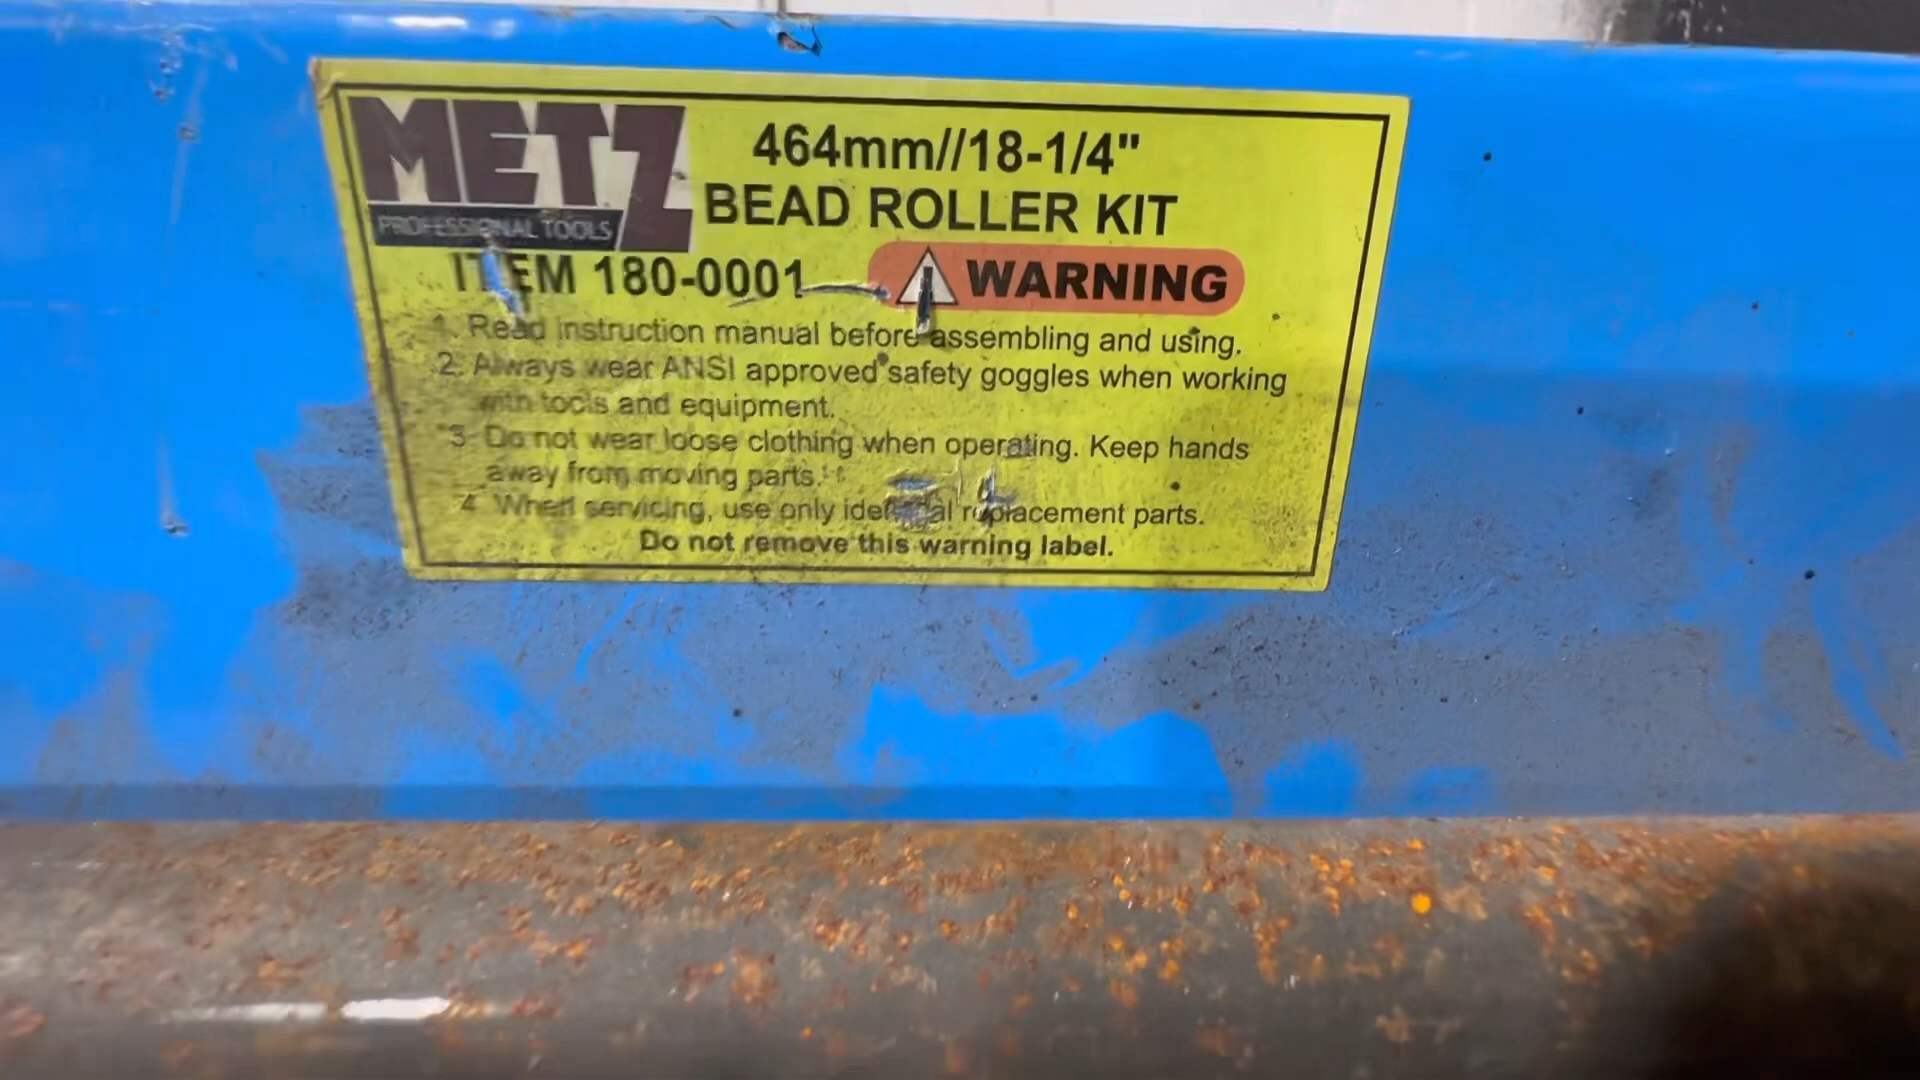 METZ
PROFESSIONAL TOOLS
464mm//18-1/4"
BEAD ROLLER KIT
ITEM 180-0001
WARNING
1. Read instruction manual before assembling and using.
2. Always wear ANSI approved safety goggles when working
with tools and equipment.
3. Do not wear loose clothing when operating. Keep hands
away from moving parts.
4. When servicing, use only identical replacement parts.
Do not remove this warning label.